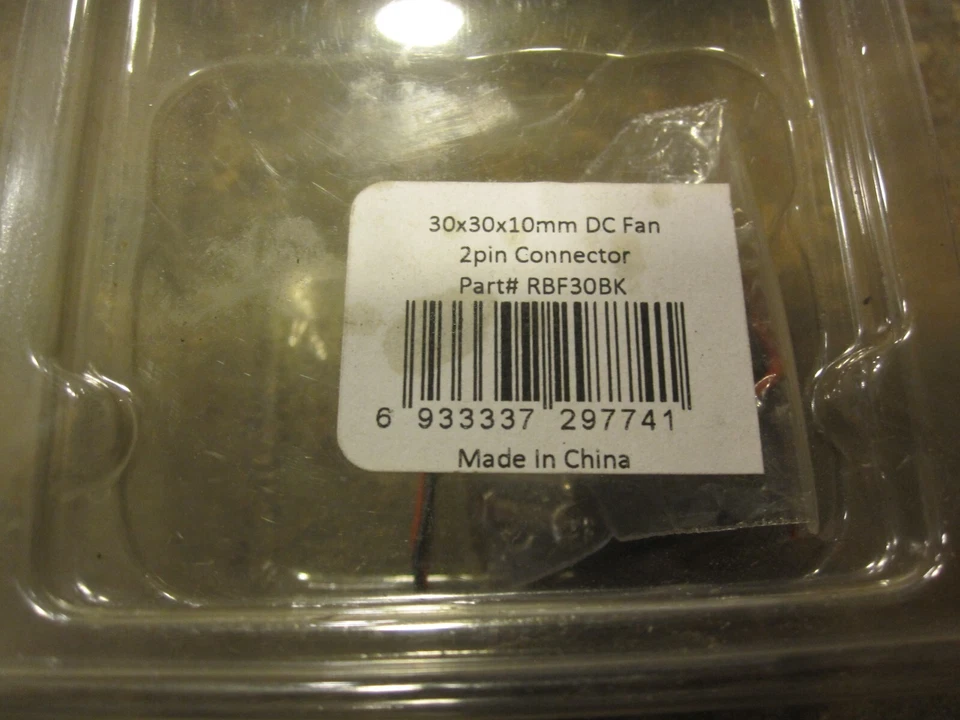 30x30x10mm DC Fan
2pin Connector
Part# RBF30BK
6 933337 297741
Made in China